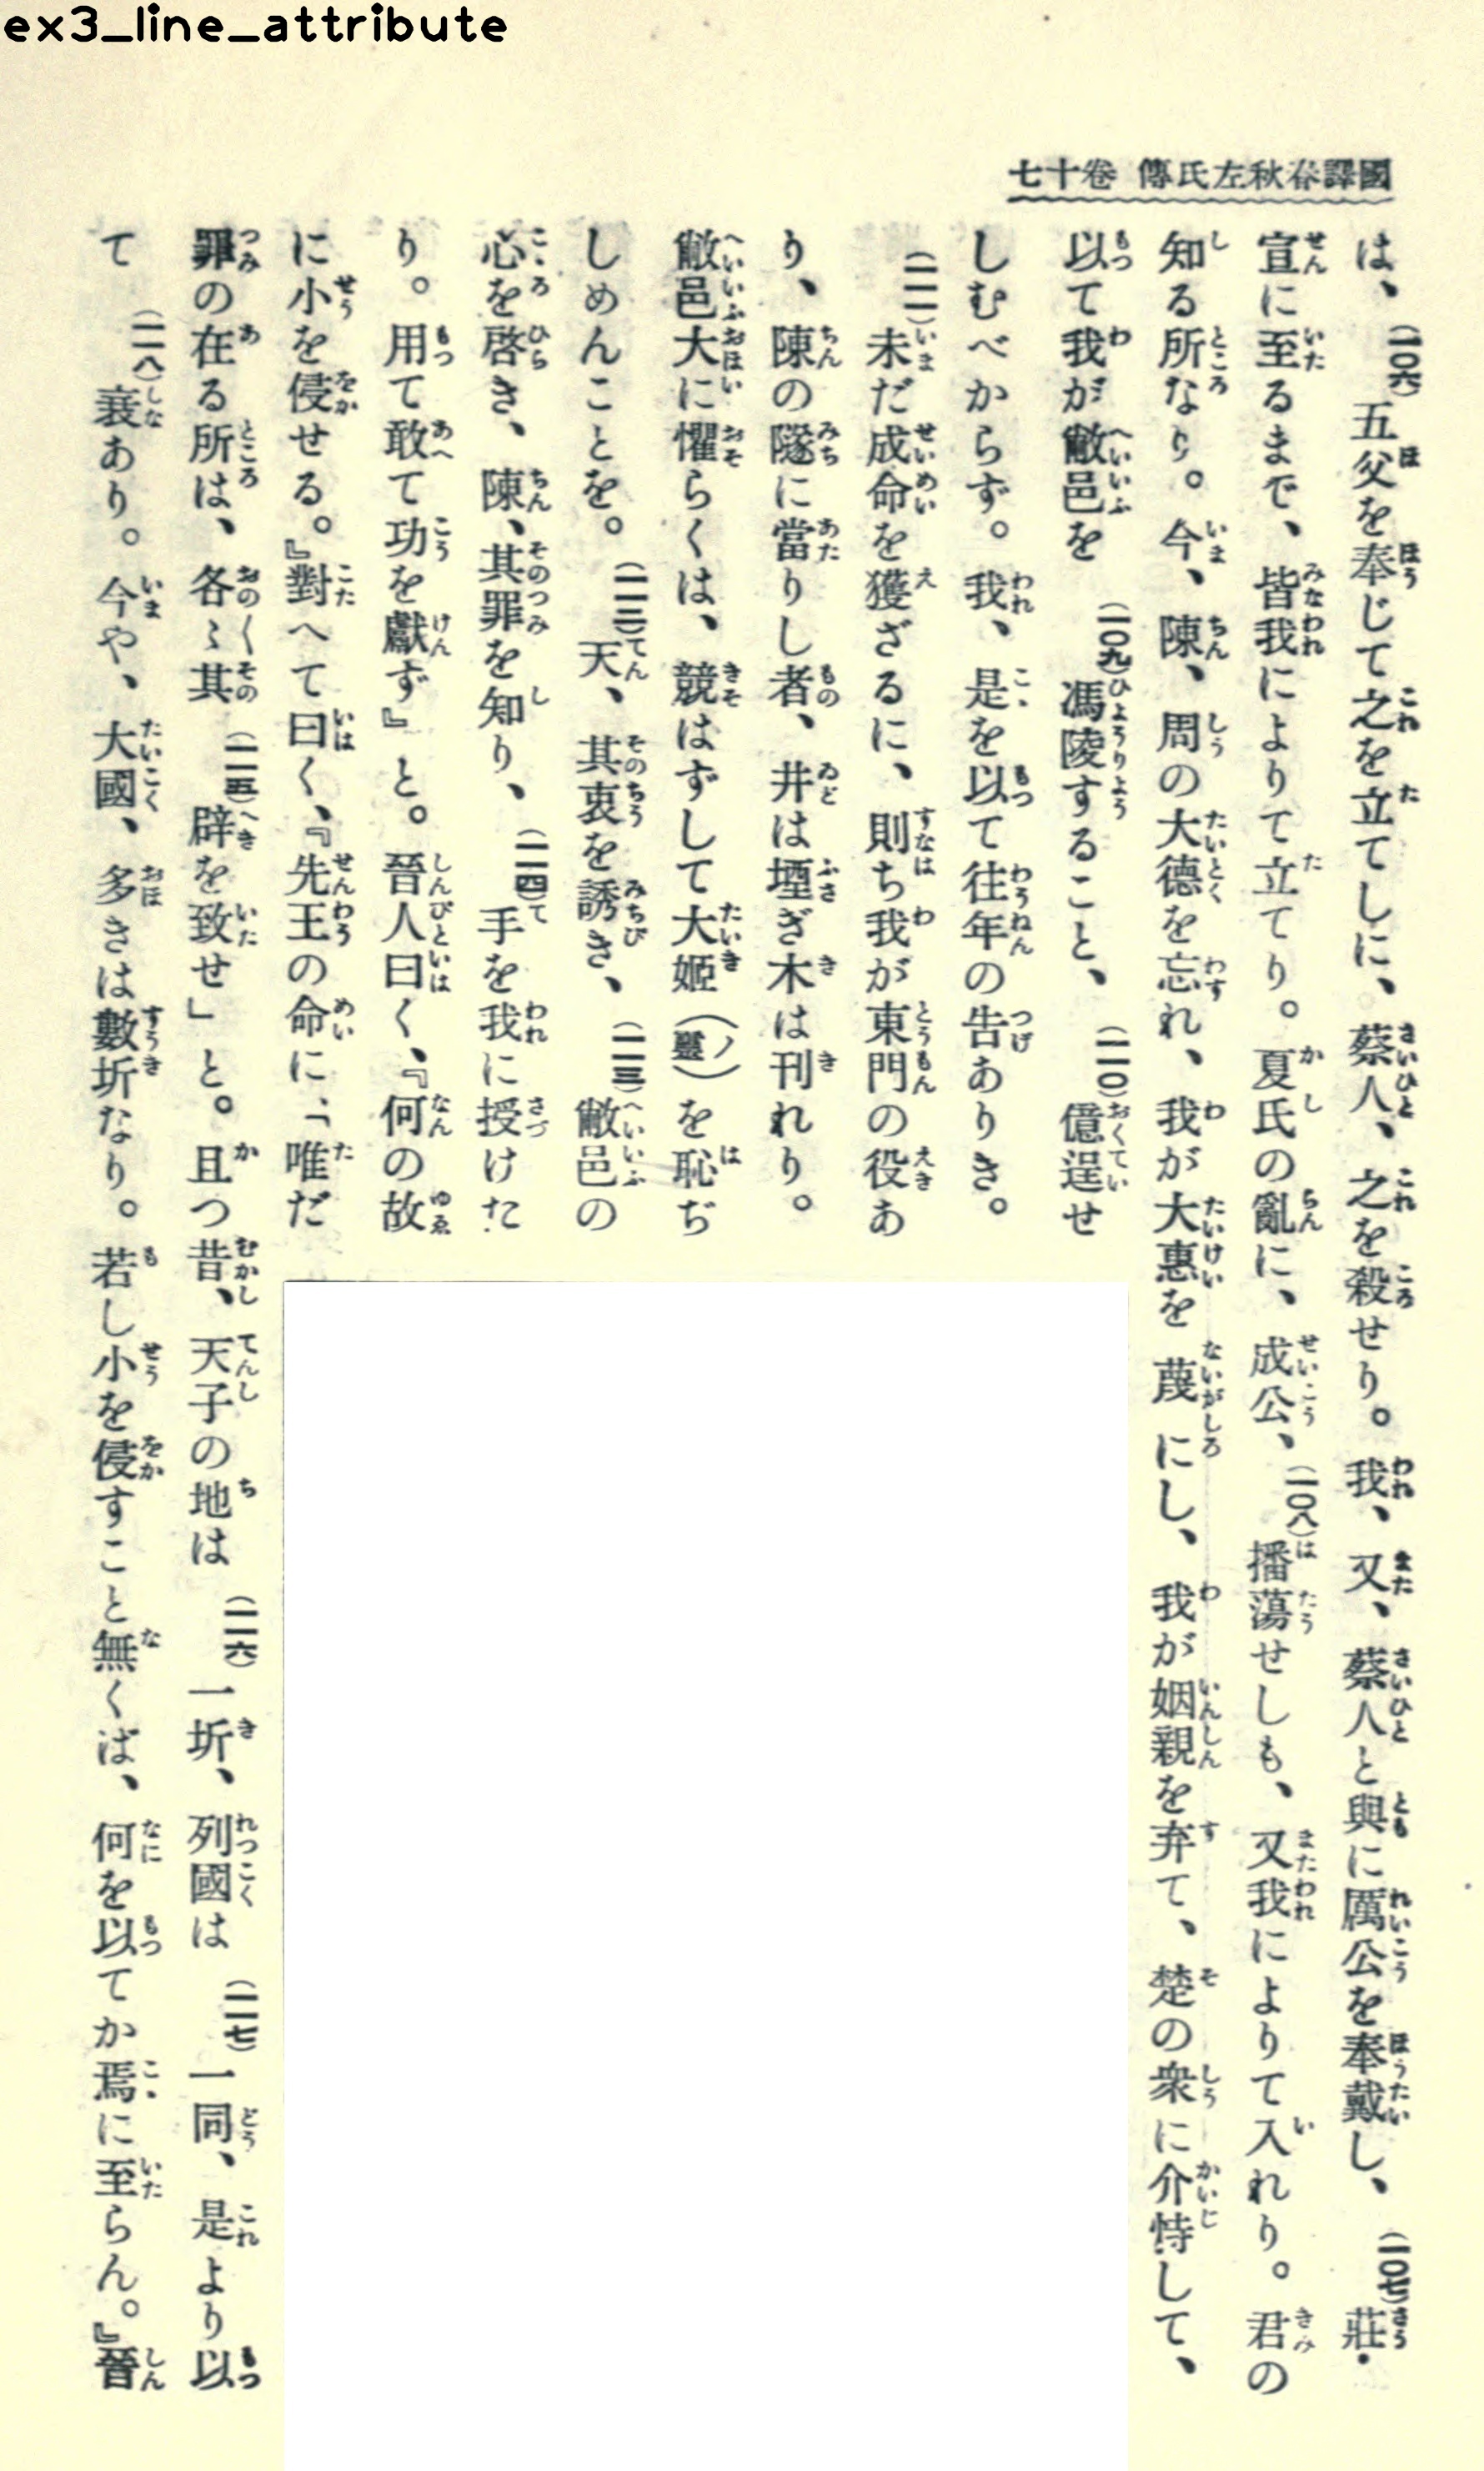 ex3_line_attribute
國譯春秋左氏傳 卷十七
は、(一〇六)五父を奉じて之を立てしに、蔡人、之を殺せり。我、又、蔡人と與に厲公を奉戴し、(一〇七)莊・
宣に至るまで、皆我によりて立てり。夏氏の亂に、成公、(一〇八)播蕩せしも、又我によりて入れり。君の
知る所なり。今、陳、周の大德を忘れ、我が大惠を蔑にし、我が姻親を弃て、楚の衆に介恃して、
以て我が敝邑を(一〇九)馮陵すること、(一一〇)億逞せ
しむべからず。我、是を以て往年の告ありき。
(一一一)未だ成命を獲ざるに、則ち我が東門の役あ
り、陳の隧に當りし者、井は堙ぎ木は刊れり。
敝邑大に懼らくは、競はずして大姬(ノ靈)を恥ぢ
しめんことを。(一一二)天、其衷を誘き、(一一三)敝邑の
心を啓き、陳、其罪を知り、(一一四)手を我に授けた
り。用て敢て功を獻ず』と。晉人曰く、『何の故
に小を侵せる。』對へて曰く、『先王の命に、「唯だ
罪の在る所は、各〻其(一一五)辟を致せ」と。且つ昔、天子の地は(一一六)一圻、列國は(一一七)一同、是より以
て(一一八)衰あり。今や、大國、多きは數圻なり。若し小を侵すこと無くば、何を以てか焉に至らん。』晉